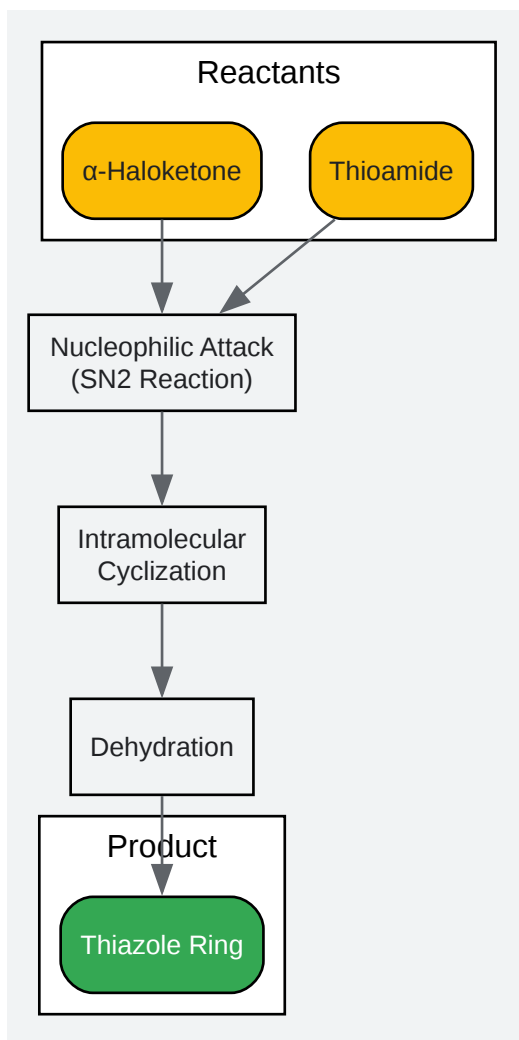 Reactants
α-Haloketone
Thioamide
Nucleophilic Attack
(SN2 Reaction)
Intramolecular
Cyclization
Dehydration
Product
Thiazole Ring